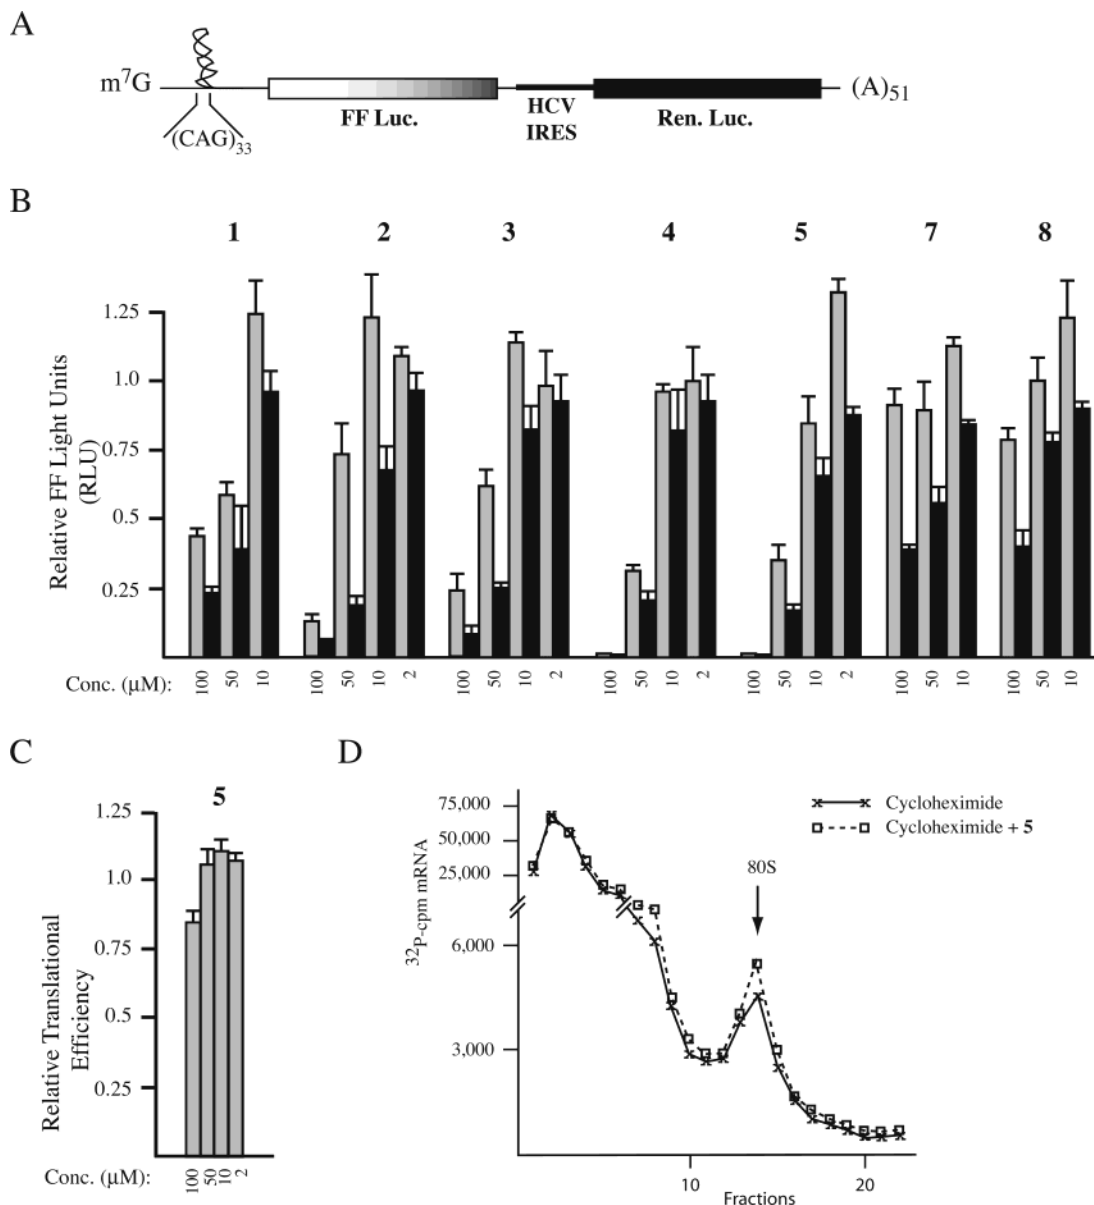 A
m⁷G
(CAG)₃₃
FF Luc.
HCV
IRES
Ren. Luc.
(A)₅₁
B
1 2 3 4 5 7 8
Relative FF Light Units
(RLU)
1.25
1.0
0.75
0.5
0.25
Conc. (µM):
100 50 10 100 50 10 2 100 50 10 2 100 50 10 2 100 50 10 2 100 50 10 100 50 10
C
5
Relative Translational
Efficiency
1.25
1.0
0.75
0.5
0.25
Conc. (µM):
100 50 10 2
D
³²P-cpm mRNA
75,000
50,000
25,000
6,000
3,000
Cycloheximide
Cycloheximide + 5
80S
10 20
Fractions